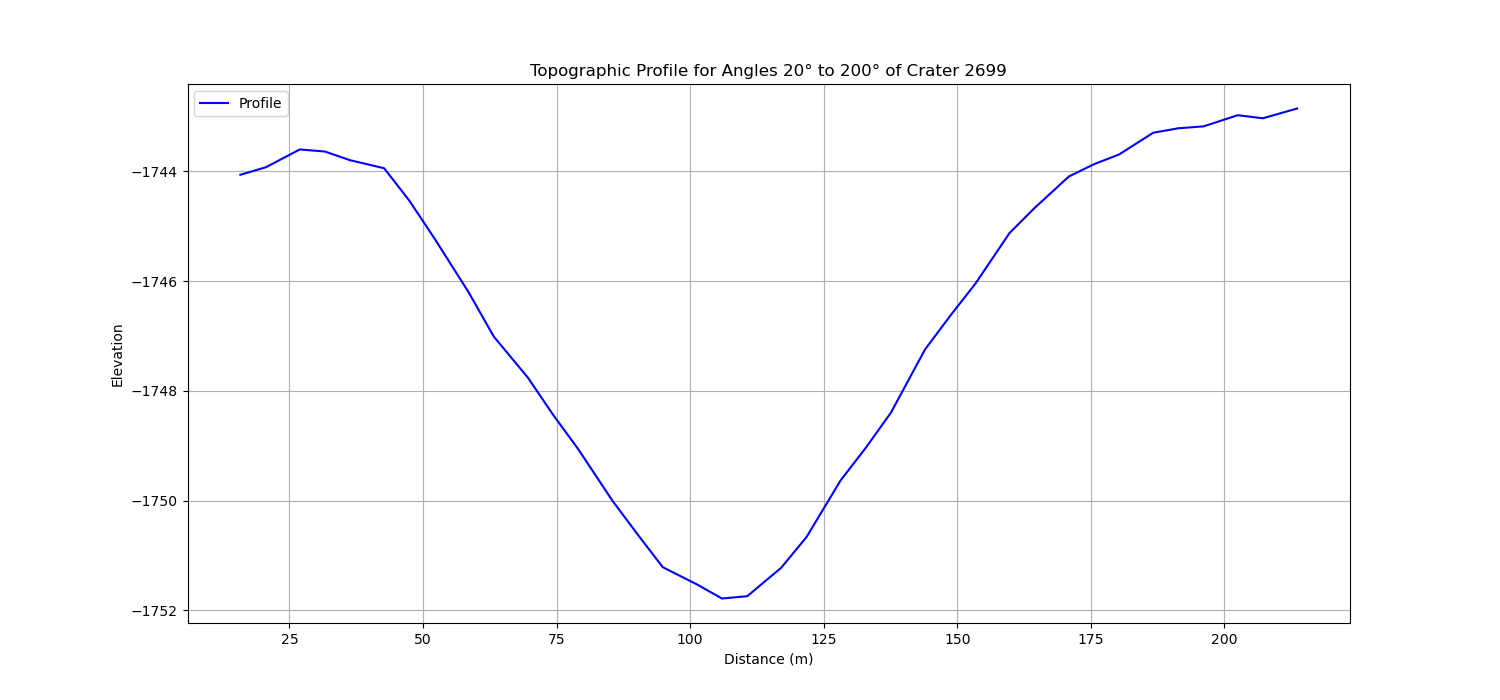 Topographic Profile for Angles 20° to 200° of Crater 2699
Profile
−1744
−1746
−1748
−1750
−1752
Elevation
25 50 75 100 125 150 175 200
Distance (m)